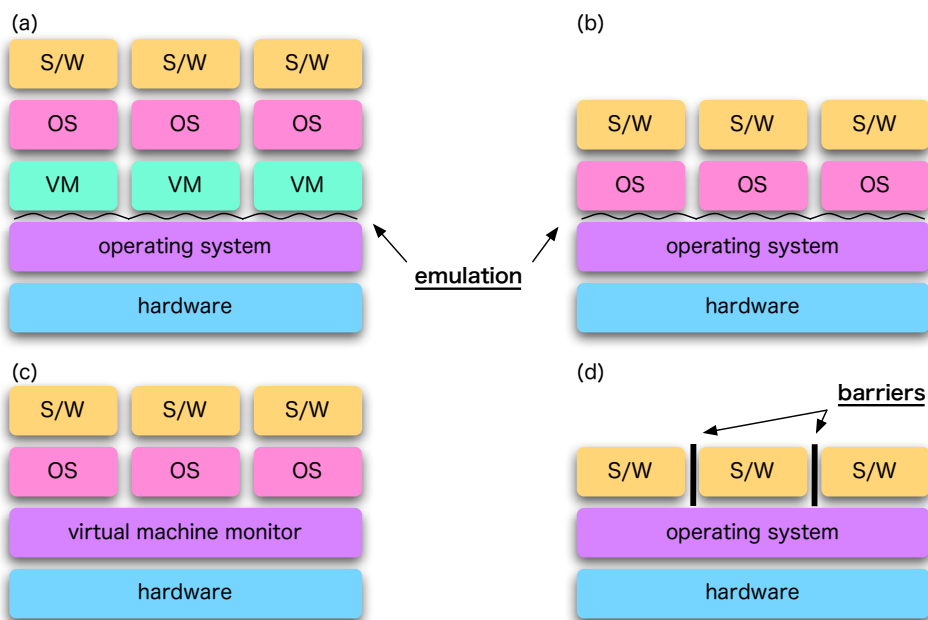 (a)
S/W S/W S/W
OS OS OS
VM VM VM
operating system
hardware
(b)
S/W S/W S/W
OS OS OS
operating system
hardware
emulation
(c)
S/W S/W S/W
OS OS OS
virtual machine monitor
hardware
(d)
barriers
S/W S/W S/W
operating system
hardware